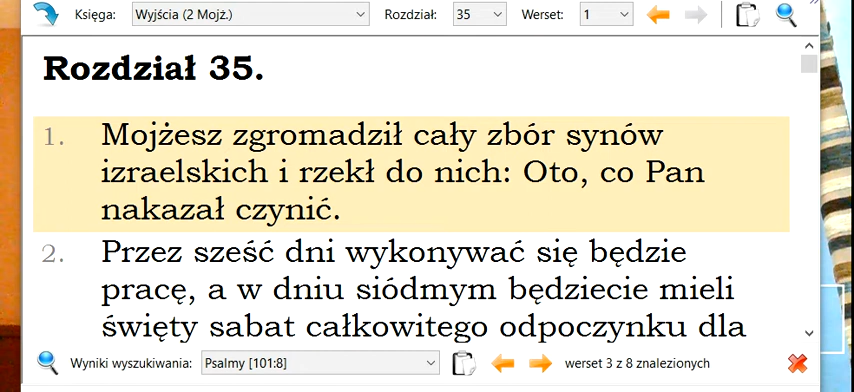 Księga: Wyjścia (2 Mojż.) Rozdział: 35 Werset: 1
Rozdział 35.
1. Mojżesz zgromadził cały zbór synów
izraelskich i rzekł do nich: Oto, co Pan
nakazał czynić.
2. Przez sześć dni wykonywać się będzie
pracę, a w dniu siódmym będziecie mieli
święty sabat całkowitego odpoczynku dla
Wyniki wyszukiwania: Psalmy [101:8] werset 3 z 8 znalezionych